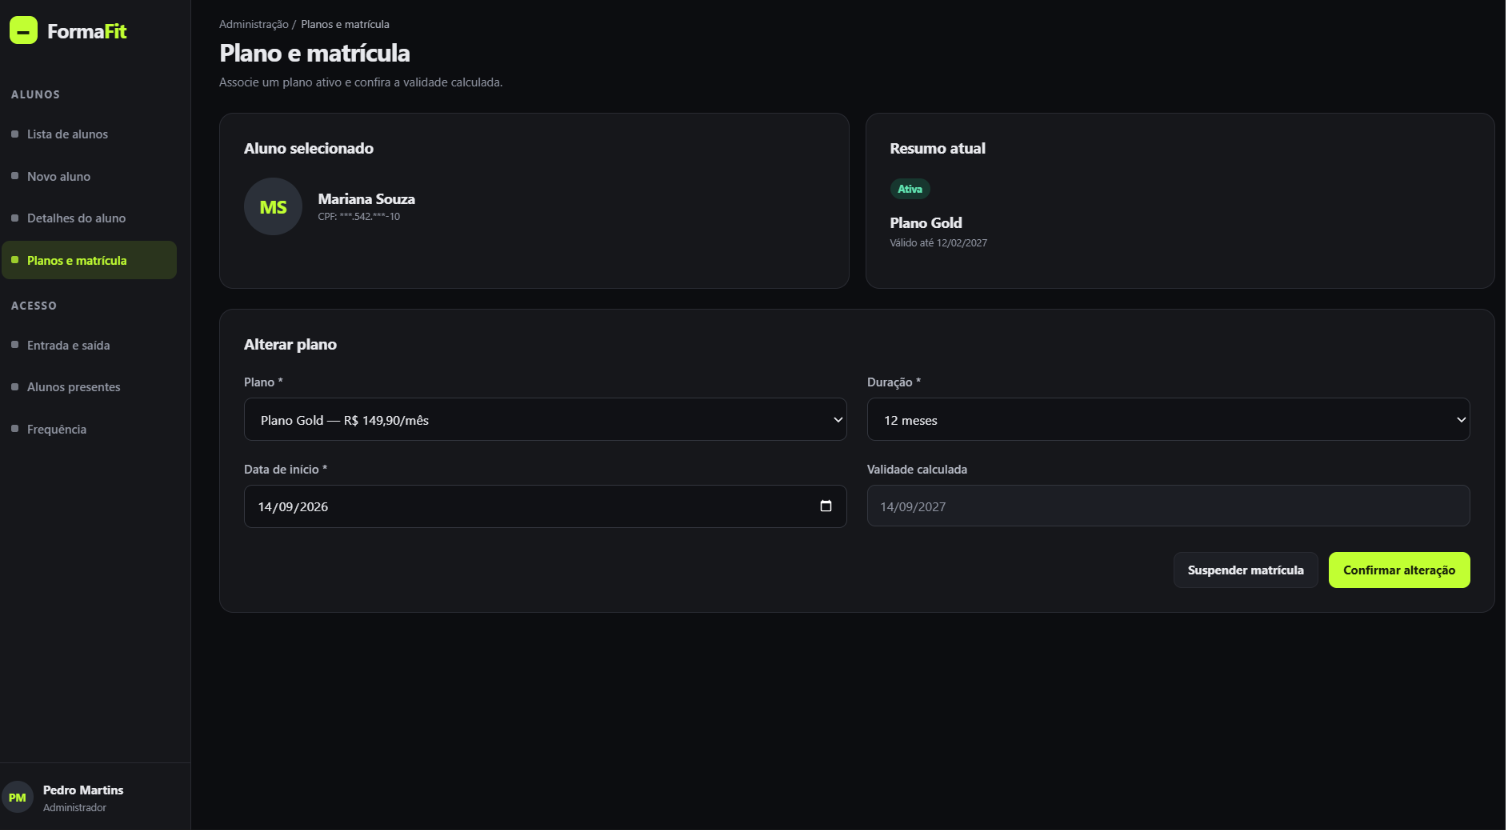 FormaFit
ALUNOS
Lista de alunos
Novo aluno
Detalhes do aluno
Planos e matrícula
ACESSO
Entrada e saída
Alunos presentes
Frequência
PM
Pedro Martins
Administrador
Administração / Planos e matrícula
Plano e matrícula
Associe um plano ativo e confira a validade calculada.
Aluno selecionado
MS
Mariana Souza
CPF: ***.542.***-10
Resumo atual
Ativa
Plano Gold
Válido até 12/02/2027
Alterar plano
Plano *
Plano Gold — R$ 149,90/mês
Duração *
12 meses
Data de início *
14/09/2026
Validade calculada
14/09/2027
Suspender matrícula
Confirmar alteração